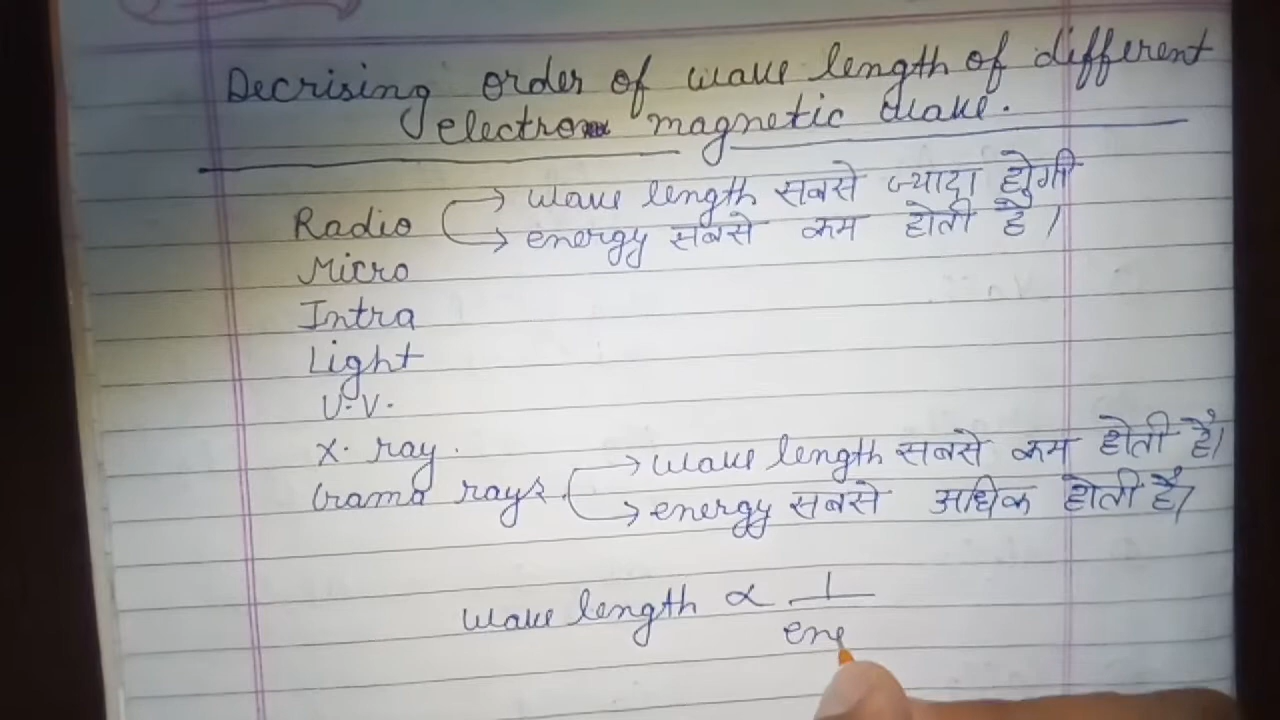 Decrising order of wave length of different
electro magnetic wave.
Radio → wave length सबसे ज्यादा होगी
→ energy सबसे कम होती है।
Micro
Intra
Light
U.V.
X. ray.
Gama rays → wave length सबसे कम होती है।
→ energy सबसे अधिक होती है।
wave length ∝ 1
ene